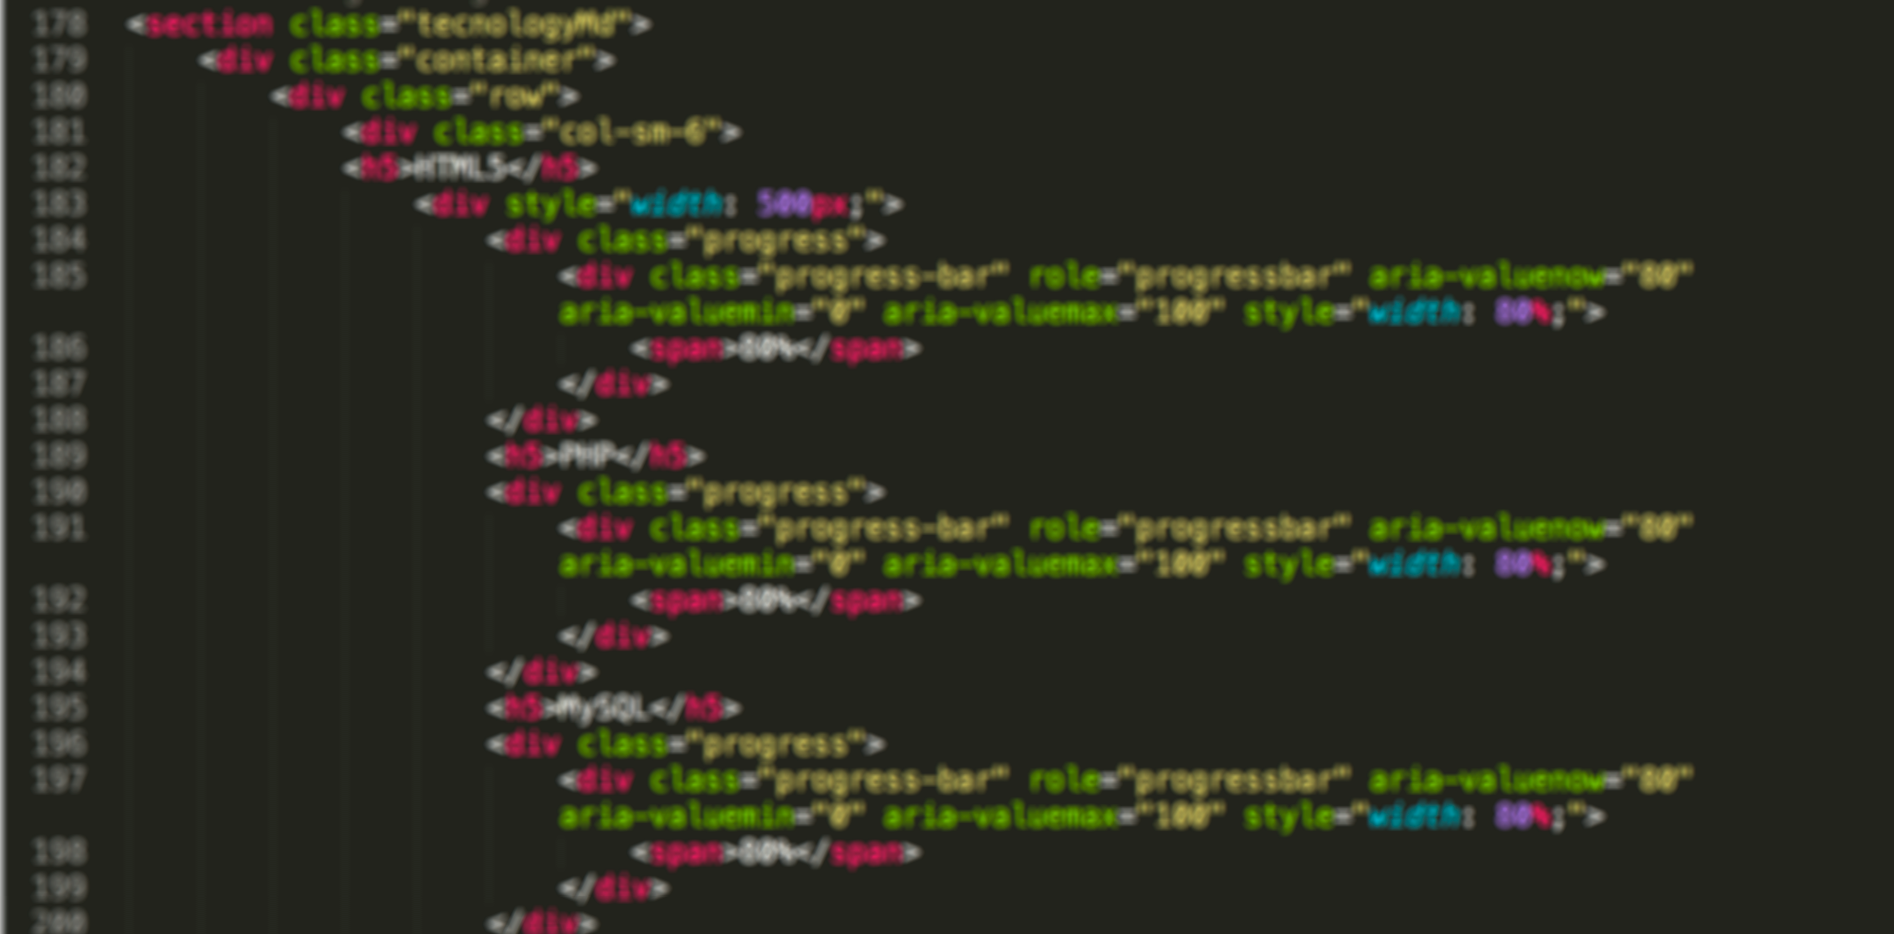 178 <section class="tecnologyMd">
179 <div class="container">
180 <div class="row">
181 <div class="col-sm-6">
182 <h5>HTML5</h5>
183 <div style="width: 500px;">
184 <div class="progress">
185 <div class="progress-bar" role="progressbar" aria-valuenow="80"
aria-valuemin="0" aria-valuemax="100" style="width: 80%;">
186 <span>80%</span>
187 </div>
188 </div>
189 <h5>PHP</h5>
190 <div class="progress">
191 <div class="progress-bar" role="progressbar" aria-valuenow="80"
aria-valuemin="0" aria-valuemax="100" style="width: 80%;">
192 <span>80%</span>
193 </div>
194 </div>
195 <h5>MySQL</h5>
196 <div class="progress">
197 <div class="progress-bar" role="progressbar" aria-valuenow="80"
aria-valuemin="0" aria-valuemax="100" style="width: 80%;">
198 <span>80%</span>
199 </div>
200 </div>